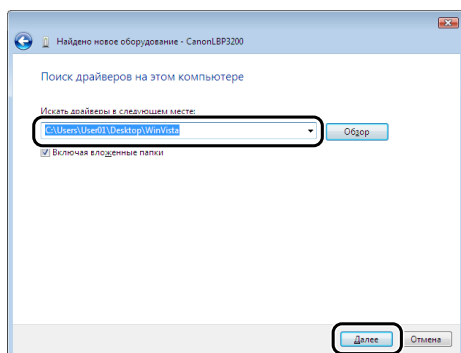 Найдено новое оборудование - CanonLBP3200
Поиск драйверов на этом компьютере
Искать драйверы в следующем месте:
C:\Users\User01\Desktop\WinVista
Обзор
Включая вложенные папки
Далее
Отмена